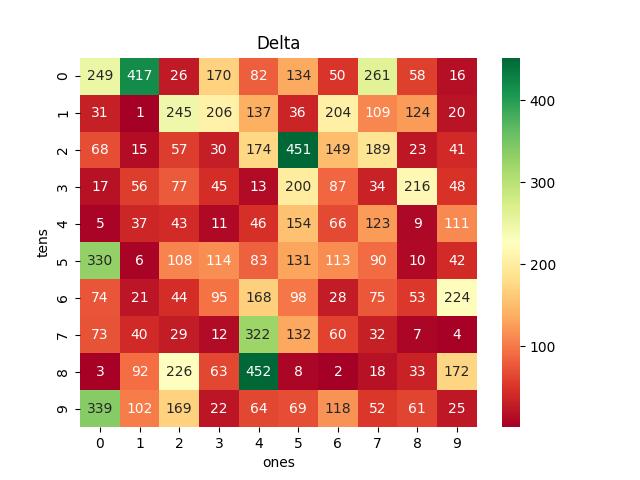 Delta
0 249 417 26 170 82 134 50 261 58 16
1 31 1 245 206 137 36 204 109 124 20
2 68 15 57 30 174 451 149 189 23 41
3 17 56 77 45 13 200 87 34 216 48
4 5 37 43 11 46 154 66 123 9 111
5 330 6 108 114 83 131 113 90 10 42
6 74 21 44 95 168 98 28 75 53 224
7 73 40 29 12 322 132 60 32 7 4
8 3 92 226 63 452 8 2 18 33 172
9 339 102 169 22 64 69 118 52 61 25
0 1 2 3 4 5 6 7 8 9
ones
tens
400
300
200
100